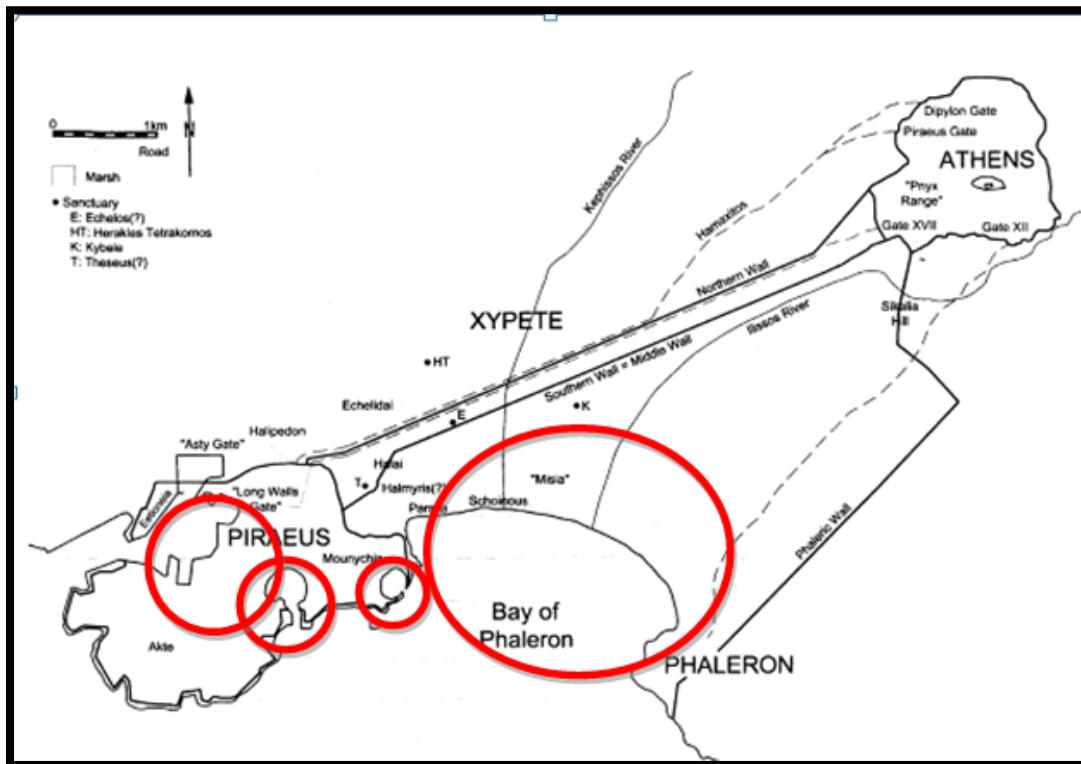 0 1km
N
Road
Marsh
Sanctuary
E: Echelos(?)
HT: Herakles Tetrakomos
K: Kybele
T: Theseus(?)
Dipylon Gate
Piraeus Gate
ATHENS
"Pnyx
Range"
Gate XVII
Gate XII
Kephissos River
Hamaxitos
Northern Wall
Southern Wall = Middle Wall
Ilissos River
Sikelia
Hill
XYPETE
HT
Echelidai
E
K
Halipedon
"Asty Gate"
Halai
T
Halmyris(?)
"Misia"
Schoinous
"Long Walls
Gate"
Eetioneia
PIRAEUS
Mounychia
Phaleric Wall
Bay of
Phaleron
PHALERON
Akte